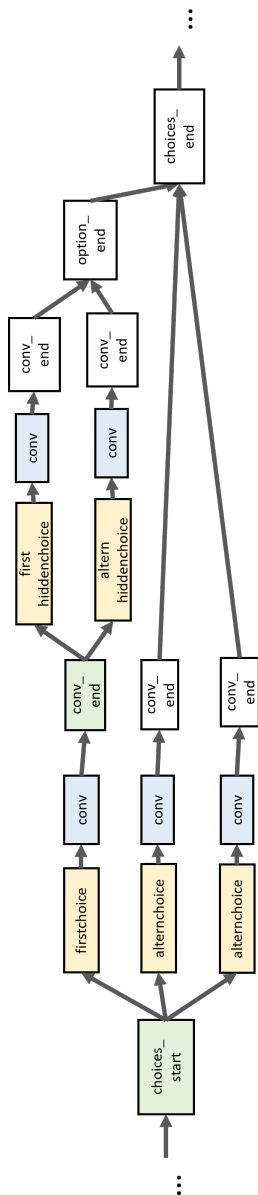 ...
choices_
start
firstchoice
conv
conv_
end
first
hiddenchoice
conv
conv_
end
altern
hiddenchoice
conv
conv_
end
option_
end
alternchoice
conv
conv_
end
alternchoice
conv
conv_
end
choices_
end
...